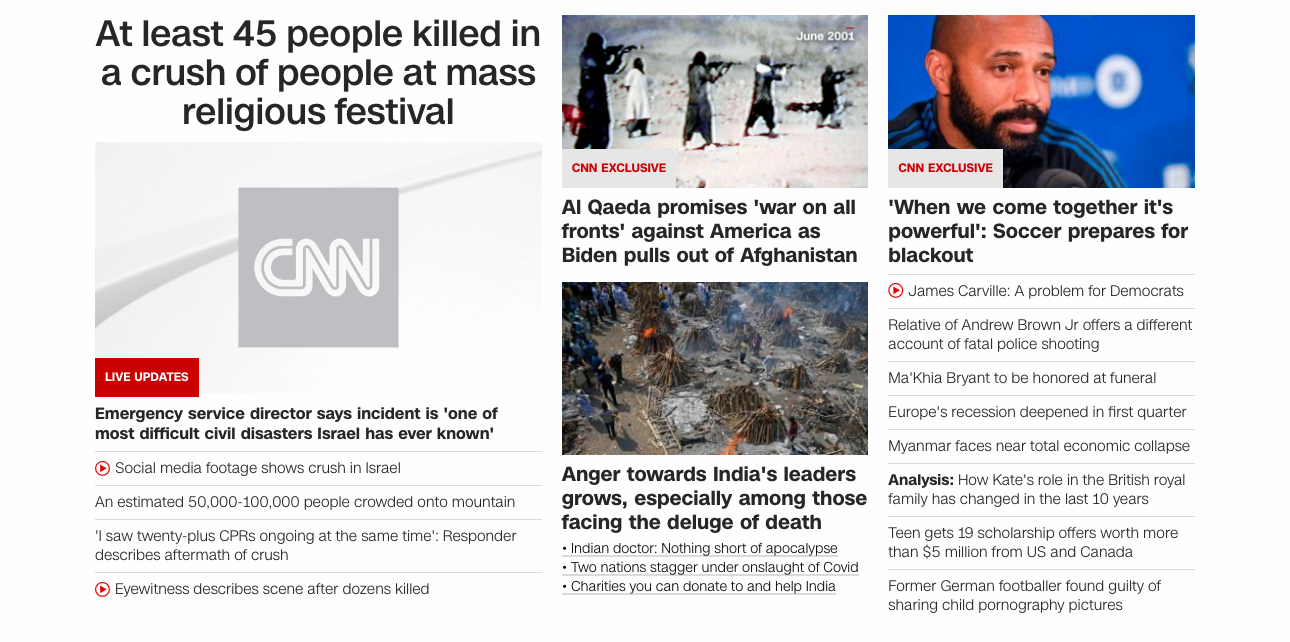 At least 45 people killed in
a crush of people at mass
religious festival
CNN
LIVE UPDATES
Emergency service director says incident is 'one of
most difficult civil disasters Israel has ever known'
Social media footage shows crush in Israel
An estimated 50,000-100,000 people crowded onto mountain
'I saw twenty-plus CPRs ongoing at the same time': Responder
describes aftermath of crush
Eyewitness describes scene after dozens killed
June 2001
CNN EXCLUSIVE
Al Qaeda promises 'war on all
fronts' against America as
Biden pulls out of Afghanistan
Anger towards India's leaders
grows, especially among those
facing the deluge of death
• Indian doctor: Nothing short of apocalypse
• Two nations stagger under onslaught of Covid
• Charities you can donate to and help India
CNN EXCLUSIVE
'When we come together it's
powerful': Soccer prepares for
blackout
James Carville: A problem for Democrats
Relative of Andrew Brown Jr offers a different
account of fatal police shooting
Ma'Khia Bryant to be honored at funeral
Europe's recession deepened in first quarter
Myanmar faces near total economic collapse
Analysis: How Kate's role in the British royal
family has changed in the last 10 years
Teen gets 19 scholarship offers worth more
than $5 million from US and Canada
Former German footballer found guilty of
sharing child pornography pictures